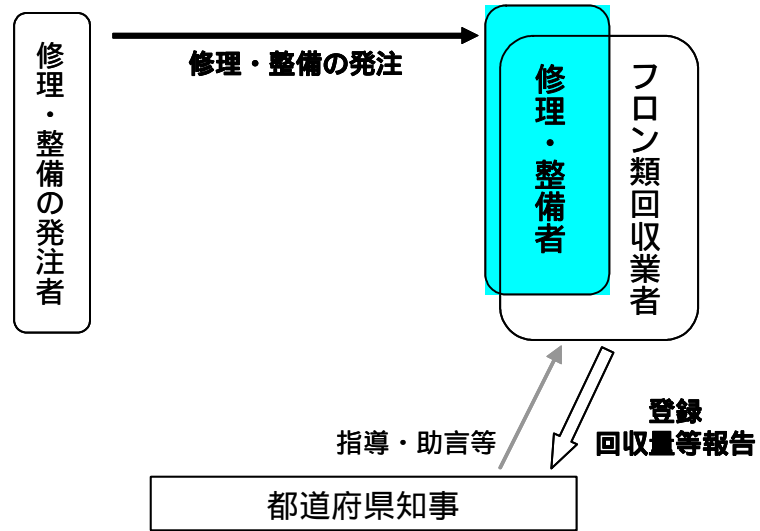 修理・整備の発注者
修理・整備の発注
修理・整備者
フロン類回収業者
指導・助言等
登録
回収量等報告
都道府県知事